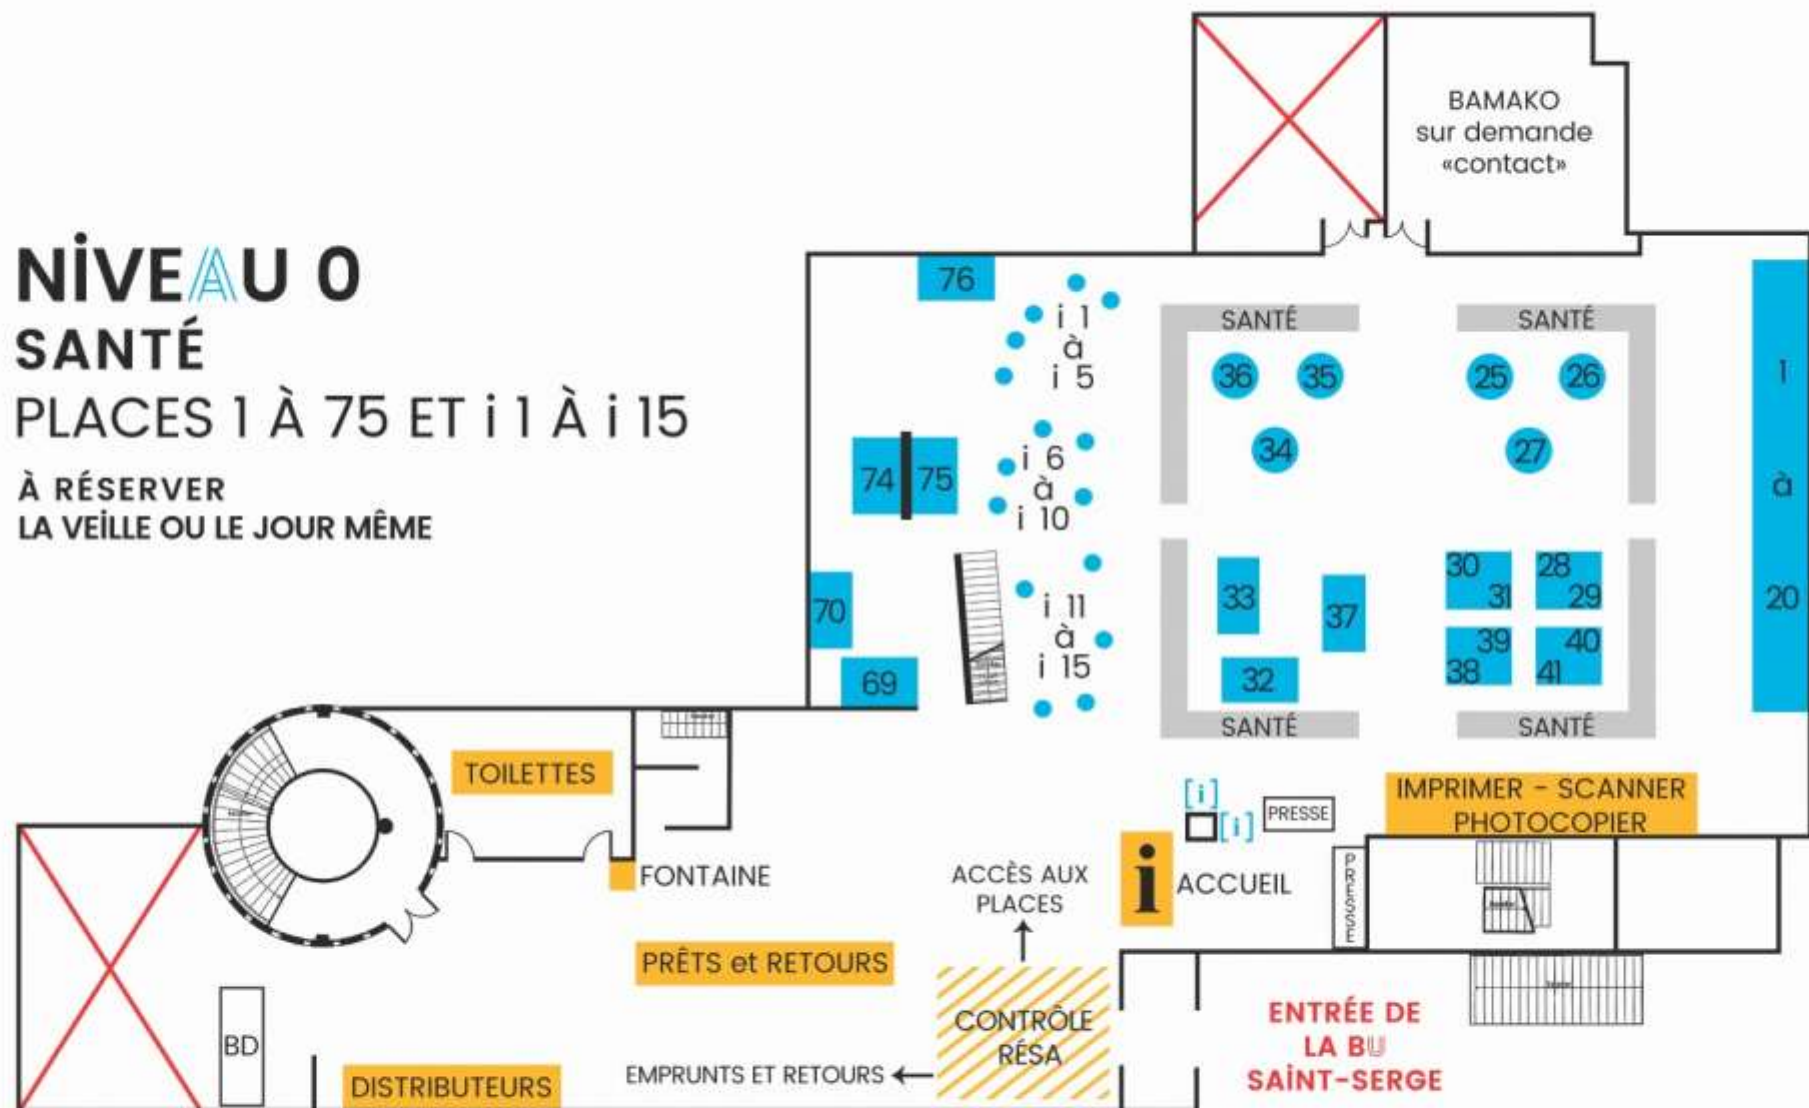 NIVEAU 0
SANTÉ
PLACES 1 À 75 ET i 1 À i 15
À RÉSERVER
LA VEILLE OU LE JOUR MÊME
BAMAKO
sur demande
«contact»
76
i 1
à
i 5
74
75
i 6
à
i 10
70
69
i 11
à
i 15
SANTÉ
SANTÉ
36
35
34
25
26
27
33
37
32
30
31
28
29
39
38
40
41
SANTÉ
SANTÉ
1
à
20
TOILETTES
FONTAINE
PRÊTS et RETOURS
BD
DISTRIBUTEURS
ACCÈS AUX
PLACES
CONTRÔLE
RÉSA
EMPRUNTS ET RETOURS
i
ACCUEIL
[i]
[i]
PRESSE
PRESSE
IMPRIMER - SCANNER
PHOTOCOPIER
ENTRÉE DE
LA BU
SAINT-SERGE